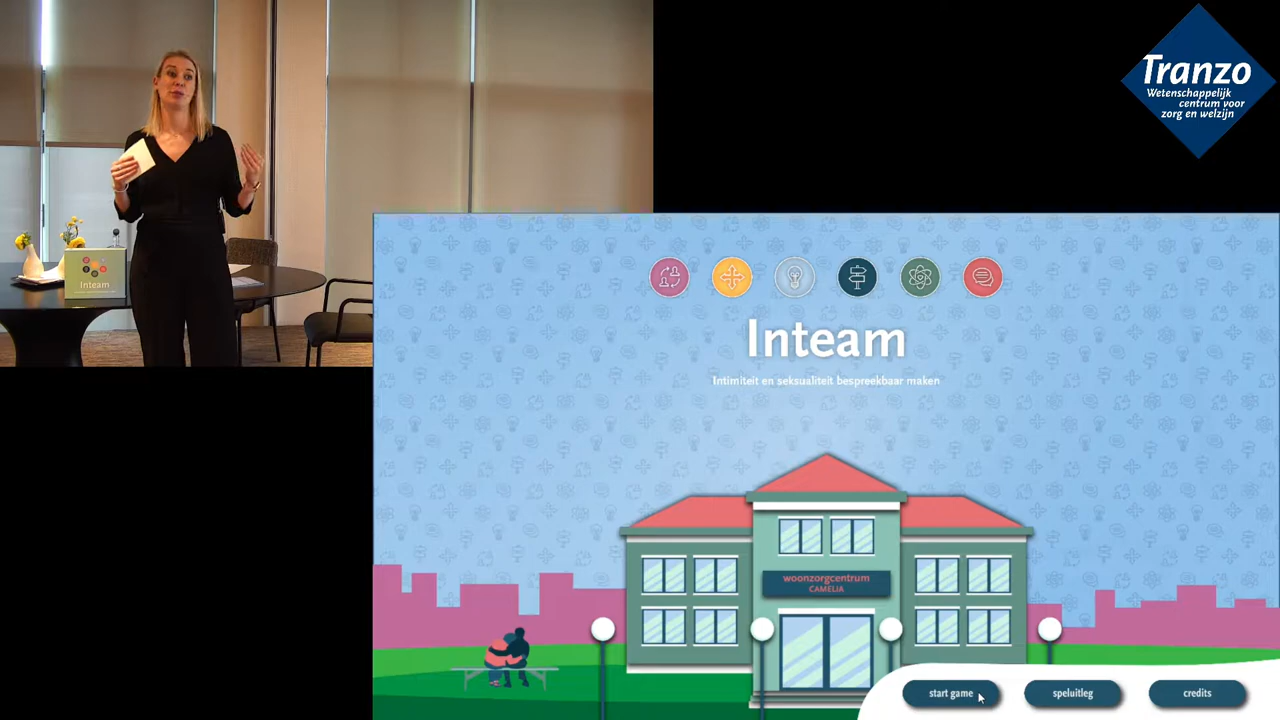 Tranzo
Wetenschappelijk
centrum voor
zorg en welzijn
Inteam
Inteam
Intimiteit en seksualiteit bespreekbaar maken
woonzorgcentrum
CAMELIA
start game
speluitleg
credits